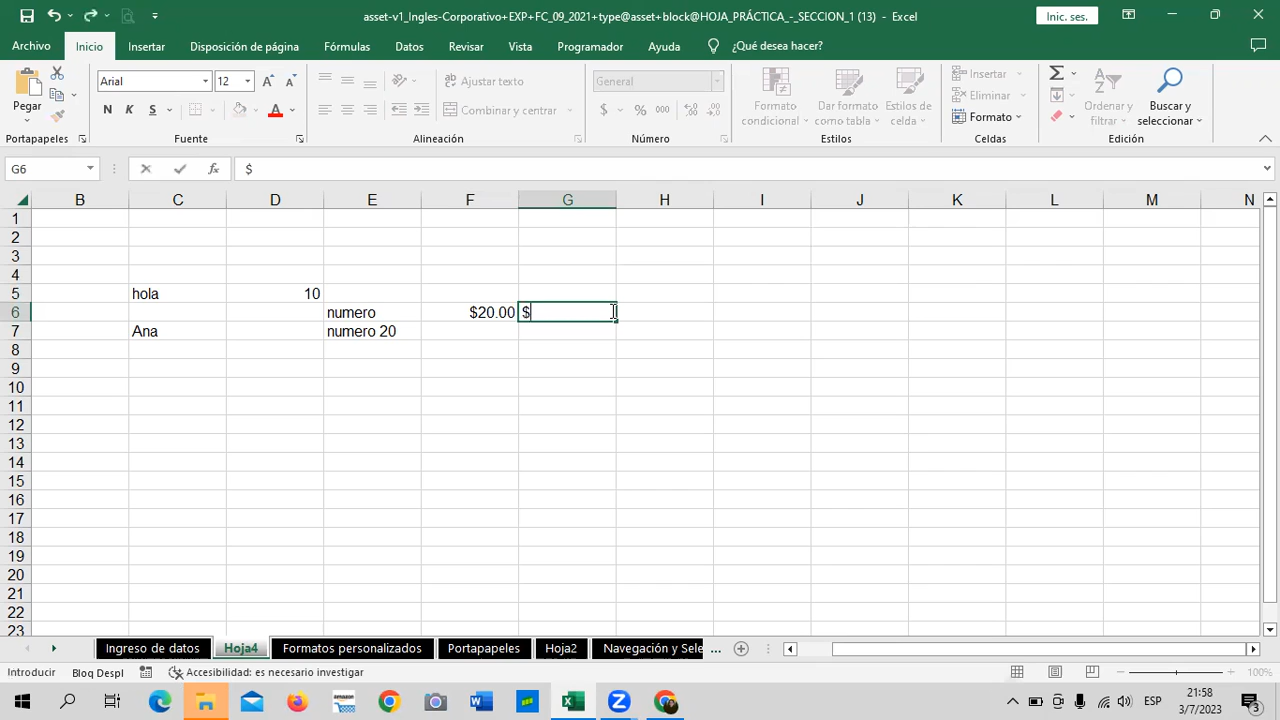 asset-v1_Ingles-Corporativo+EXP+FC_09_2021+type@asset+block@HOJA_PRÁCTICA_-_SECCION_1 (13) - Excel
Inic. ses.
Archivo Inicio Insertar Disposición de página Fórmulas Datos Revisar Vista Programador Ayuda ¿Qué desea hacer?
Pegar
Portapapeles
Arial 12
N K S
Fuente
Ajustar texto
Combinar y centrar
Alineación
General
$ % 000
Número
Formato condicional
Dar formato como tabla
Estilos de celda
Estilos
Insertar
Eliminar
Formato
Celdas
Ordenar y filtrar
Buscar y seleccionar
Edición
G6 fx $
B C D E F G H I J K L M N
1
2
3
4
5 hola 10
6 numero $20.00 $
7 Ana numero 20
8
9
10
11
12
13
14
15
16
17
18
19
20
21
22
23
Ingreso de datos Hoja4 Formatos personalizados Portapapeles Hoja2 Navegación y Sele ...
Introducir Bloq Despl Accesibilidad: es necesario investigar 100%
ESP 21:58
3/7/2023 3